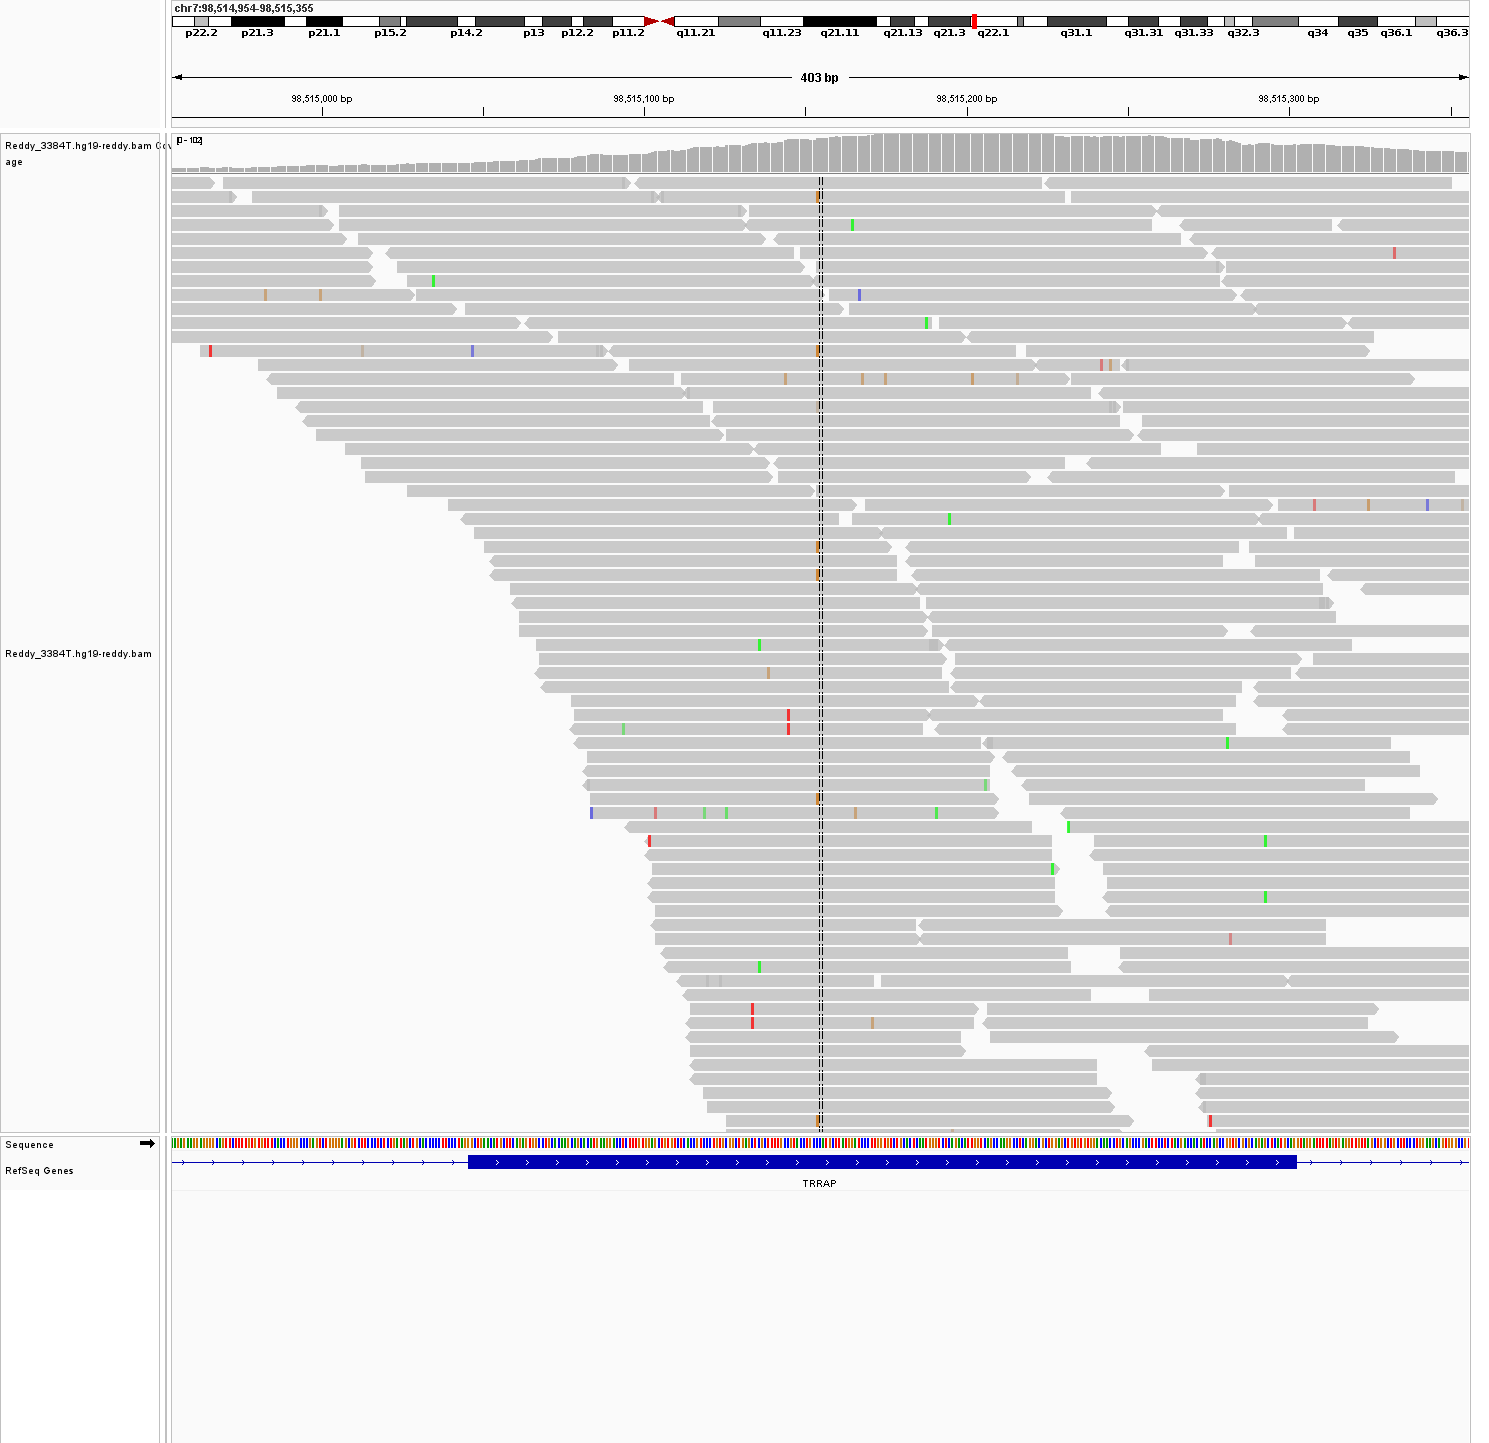 chr7:98,514,954-98,515,355
p22.2 p21.3 p21.1 p15.2 p14.2 p13 p12.2 p11.2 q11.21 q11.23 q21.11 q21.13 q21.3 q22.1 q31.1 q31.31 q31.33 q32.3 q34 q35 q36.1 q36.3
403 bp
98,515,000 bp 98,515,100 bp 98,515,200 bp 98,515,300 bp
Reddy_3384T.hg19-reddy.bam Cov
age
[0 - 102]
Reddy_3384T.hg19-reddy.bam
Sequence
RefSeq Genes
TRRAP